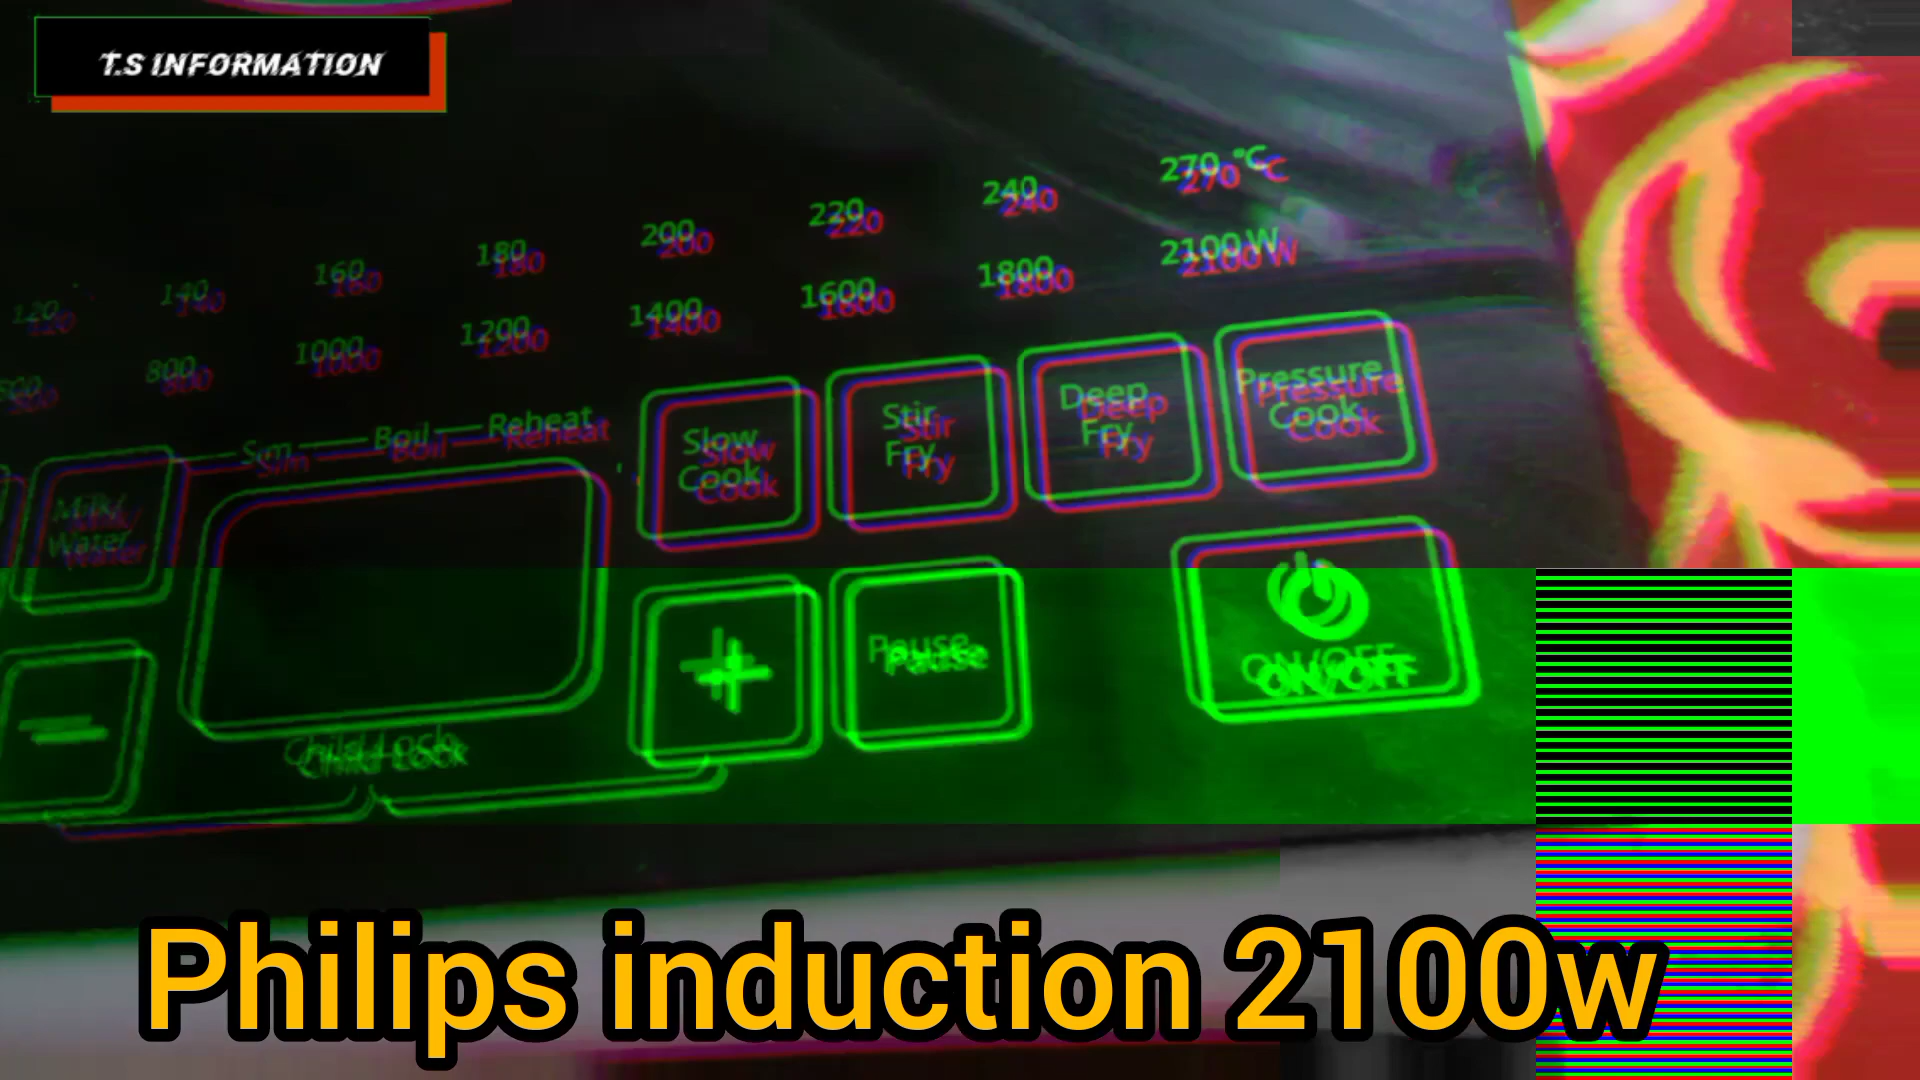 T.S INFORMATION
120 140 160 180 200 220 240 270 °C
800 1000 1200 1400 1600 1800 2100 W
Sim Boil Reheat
Milk/
Water
Slow
Cook
Stir
Fry
Deep
Fry
Pressure
Cook
Pause
ON/OFF
Child Lock
Philips induction 2100w